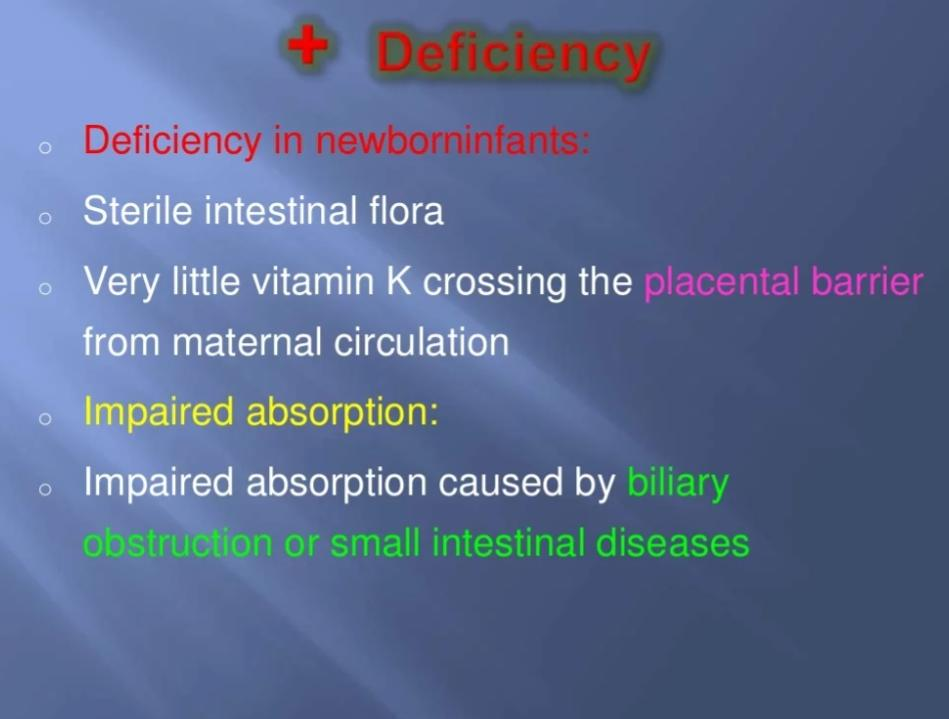 + Deficiency
o Deficiency in newborninfants:
o Sterile intestinal flora
o Very little vitamin K crossing the placental barrier
from maternal circulation
o Impaired absorption:
o Impaired absorption caused by biliary
obstruction or small intestinal diseases